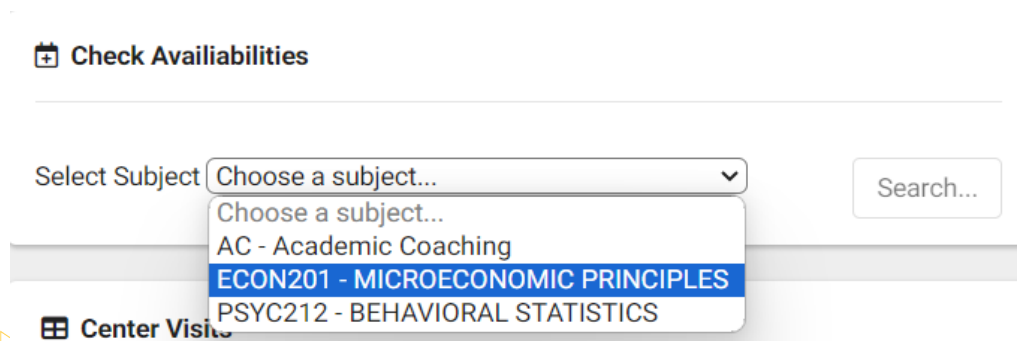 Check Availiabilities
Select Subject Choose a subject... Search...
Choose a subject...
AC - Academic Coaching
ECON201 - MICROECONOMIC PRINCIPLES
PSYC212 - BEHAVIORAL STATISTICS
Center Visits